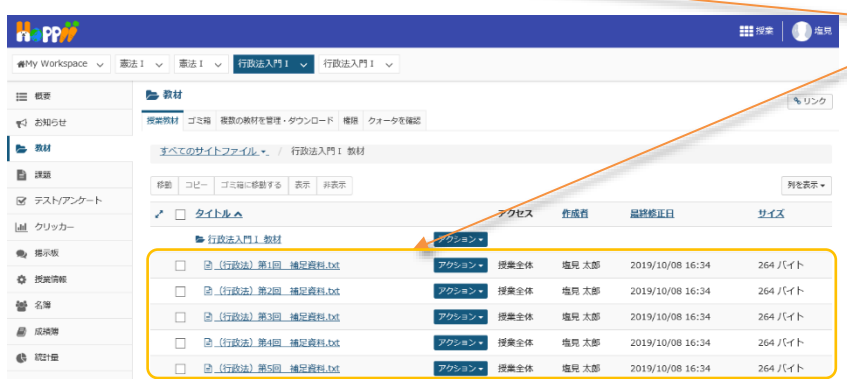 HoPPii
授業 塩見
My Workspace 憲法Ⅰ 憲法Ⅰ 行政法入門Ⅰ 行政法入門Ⅰ
概要
お知らせ
教材
課題
テスト/アンケート
クリッカー
掲示板
授業情報
名簿
成績簿
統計量
教材
リンク
授業教材 ゴミ箱 複数の教材を管理・ダウンロード 権限 クォータを確認
すべてのサイトファイル / 行政法入門Ⅰ 教材
移動 コピー ゴミ箱に移動する 表示 非表示 列を表示
タイトル アクセス 作成者 最終修正日 サイズ
行政法入門Ⅰ 教材 アクション
（行政法）第1回 補足資料.txt アクション 授業全体 塩見 太郎 2019/10/08 16:34 264 バイト
（行政法）第2回 補足資料.txt アクション 授業全体 塩見 太郎 2019/10/08 16:34 264 バイト
（行政法）第3回 補足資料.txt アクション 授業全体 塩見 太郎 2019/10/08 16:34 264 バイト
（行政法）第4回 補足資料.txt アクション 授業全体 塩見 太郎 2019/10/08 16:34 264 バイト
（行政法）第5回 補足資料.txt アクション 授業全体 塩見 太郎 2019/10/08 16:34 264 バイト